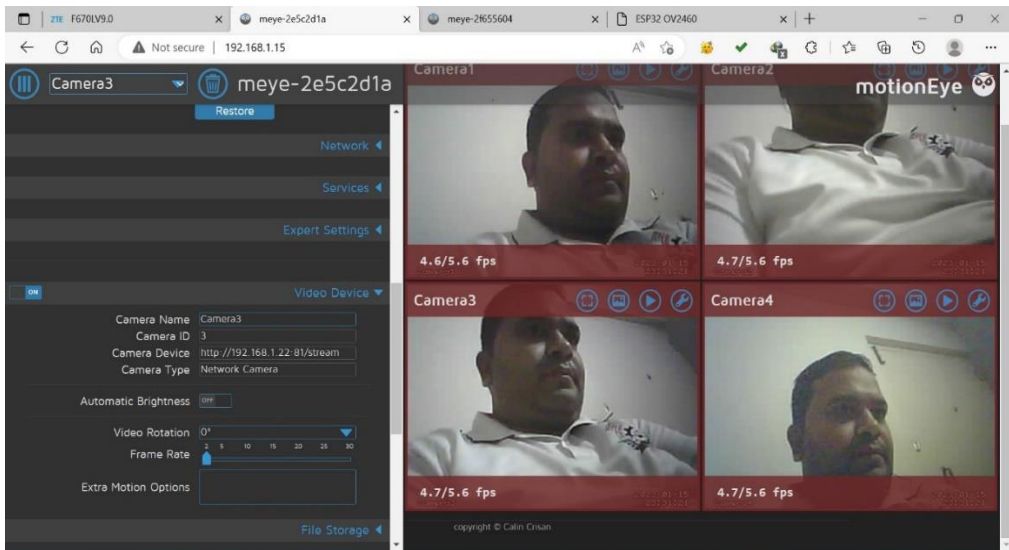 ZTE F670LV9.0
meye-2e5c2d1a
meye-2f655604
ESP32 OV2460
Not secure | 192.168.1.15
Camera3
meye-2e5c2d1a
Restore
Network
Services
Expert Settings
ON
Video Device
Camera Name Camera3
Camera ID 3
Camera Device http://192.168.1.22:81/stream
Camera Type Network Camera
Automatic Brightness OFF
Video Rotation 0°
2 5 10 15 20 25 30
Frame Rate
Extra Motion Options
File Storage
Camera1
Camera2
motionEye
4.6/5.6 fps
4.7/5.6 fps
Camera3
Camera4
4.7/5.6 fps
4.7/5.6 fps
copyright © Calin Crisan